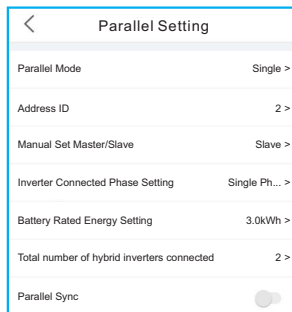 Parallel Setting
Parallel Mode Single >
Address ID 2 >
Manual Set Master/Slave Slave >
Inverter Connected Phase Setting Single Ph... >
Battery Rated Energy Setting 3.0kWh >
Total number of hybrid inverters connected 2 >
Parallel Sync